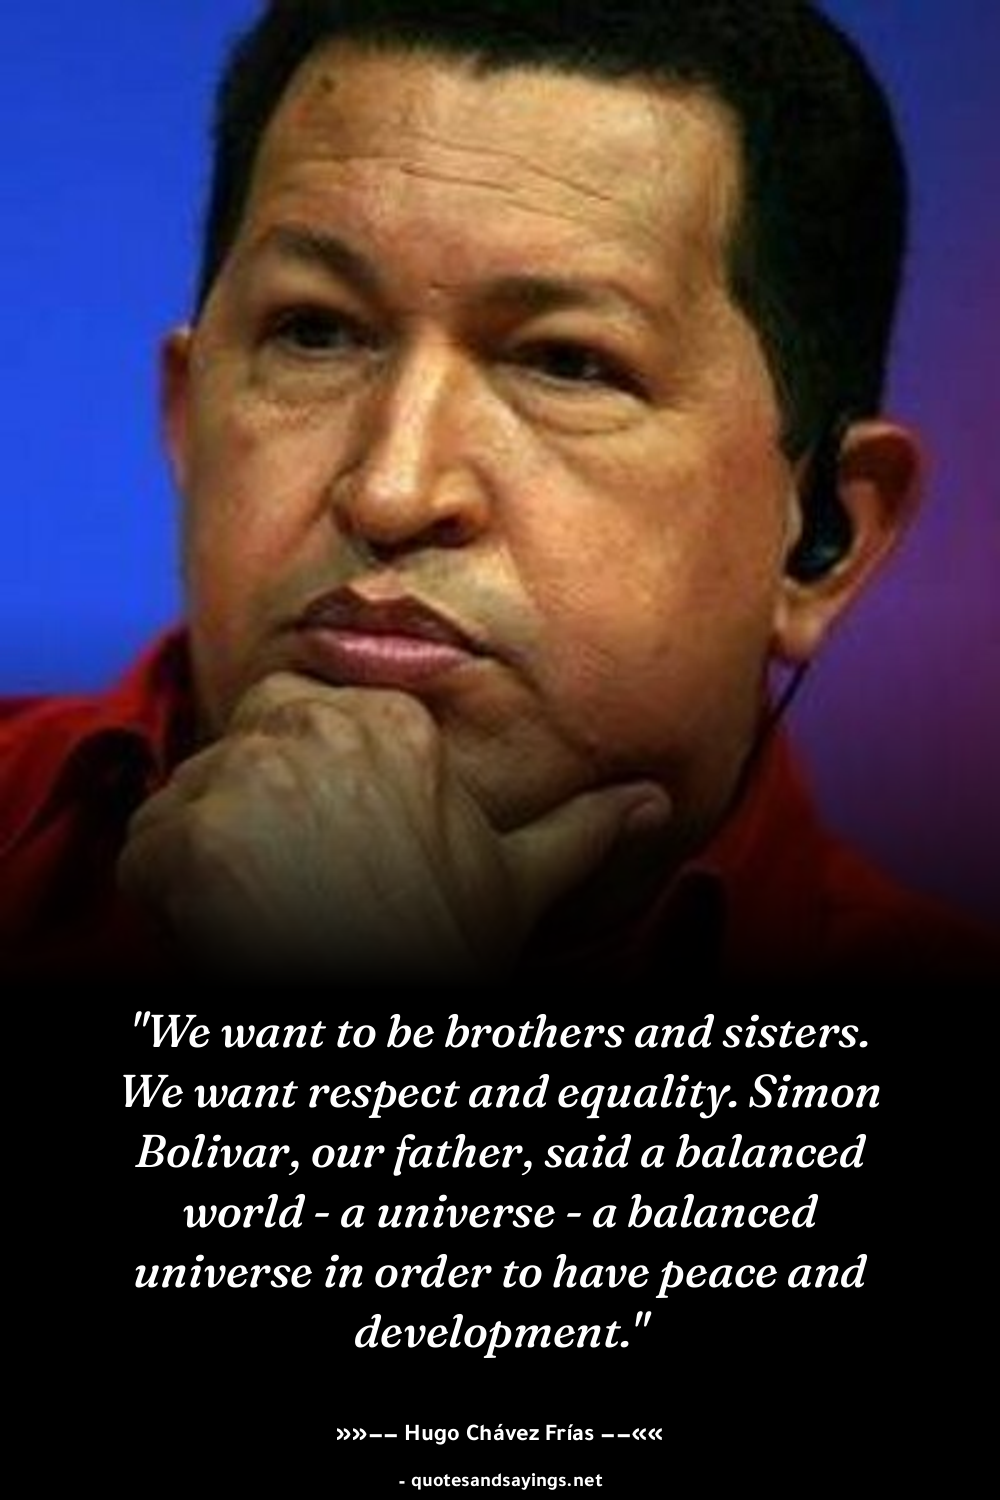 "We want to be brothers and sisters.
We want respect and equality. Simon
Bolivar, our father, said a balanced
world - a universe - a balanced
universe in order to have peace and
development."
»»−− Hugo Chávez Frías −−««
- quotesandsayings.net